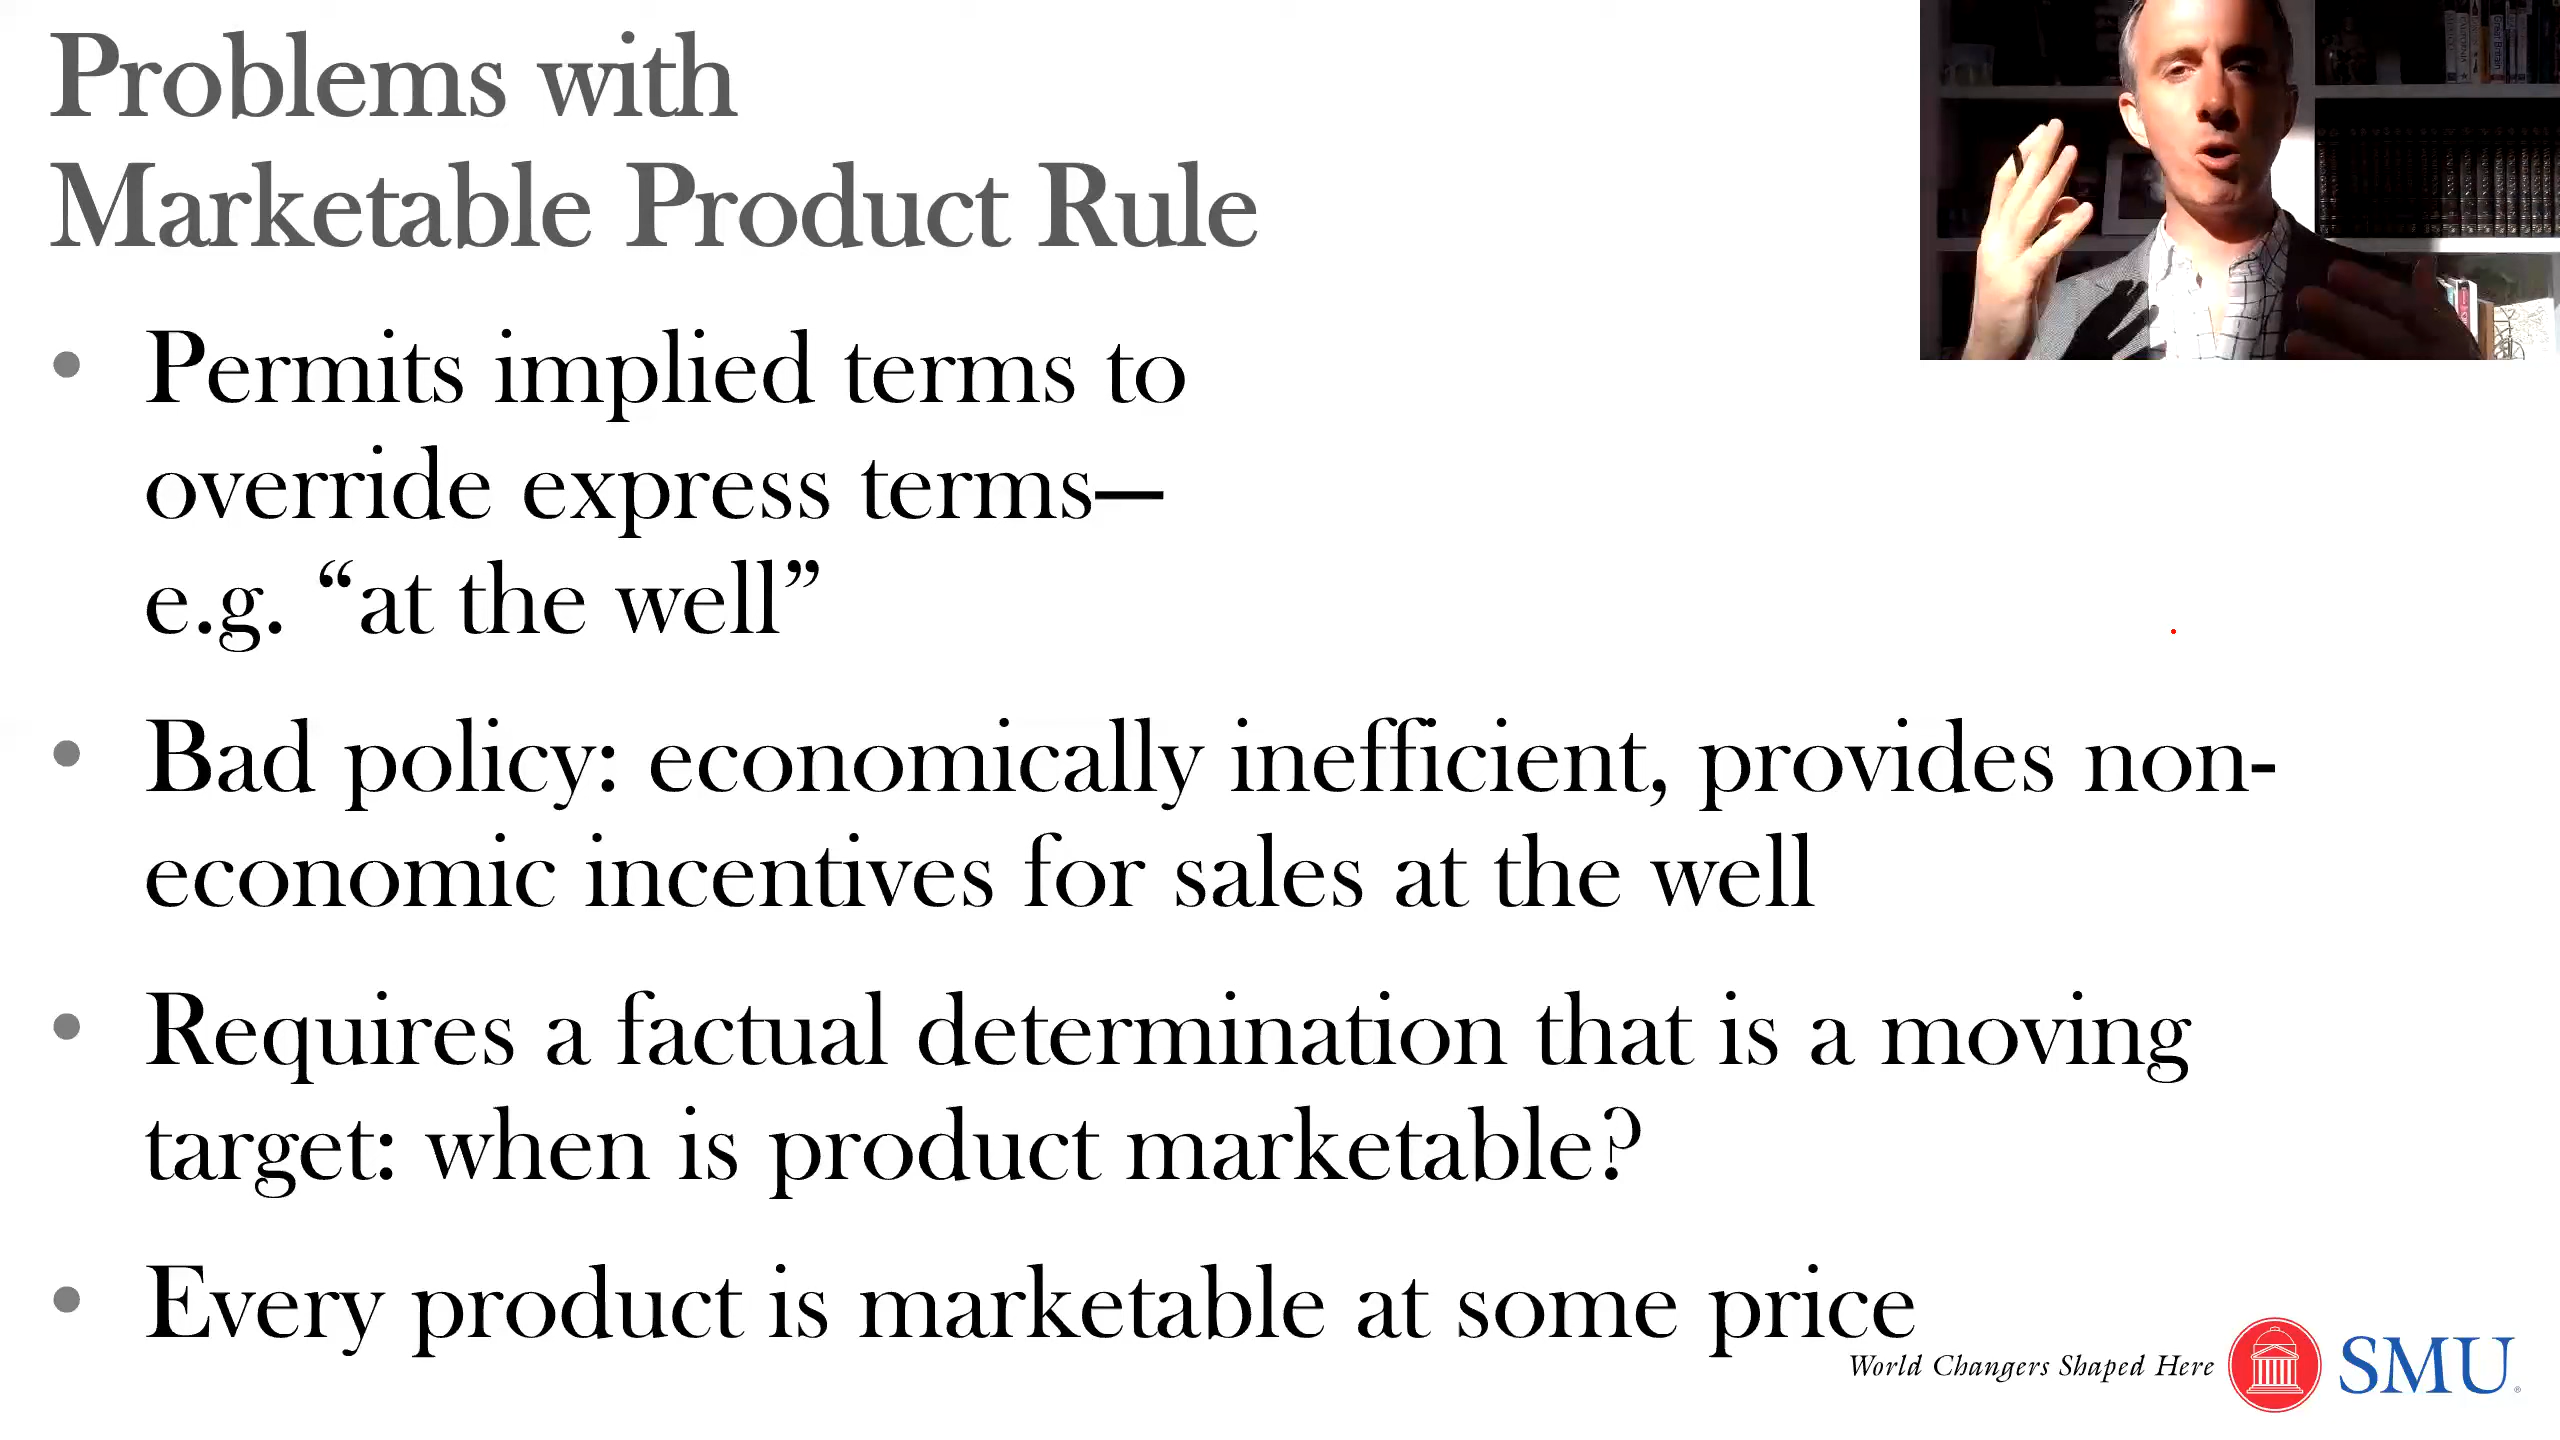 Problems with
Marketable Product Rule
• Permits implied terms to
override express terms—
e.g. “at the well”
• Bad policy: economically inefficient, provides non-
economic incentives for sales at the well
• Requires a factual determination that is a moving
target: when is product marketable?
• Every product is marketable at some price
World Changers Shaped Here
SMU®